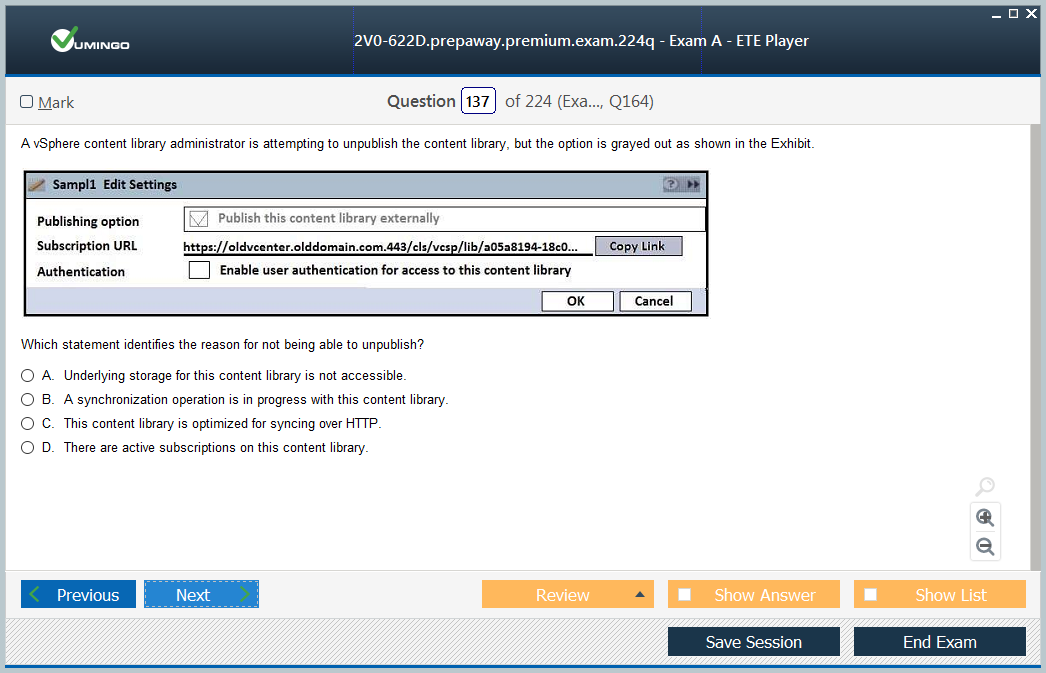 VUMINGO
2V0-622D.prepaway.premium.exam.224q - Exam A - ETE Player
Mark
Question 137 of 224 (Exa..., Q164)
A vSphere content library administrator is attempting to unpublish the content library, but the option is grayed out as shown in the Exhibit.
Sampl1 Edit Settings
?
Publishing option
Publish this content library externally
Subscription URL
https://oldvcenter.olddomain.com.443/cls/vcsp/lib/a05a8194-18c0...
Copy Link
Authentication
Enable user authentication for access to this content library
OK
Cancel
Which statement identifies the reason for not being able to unpublish?
A. Underlying storage for this content library is not accessible.
B. A synchronization operation is in progress with this content library.
C. This content library is optimized for syncing over HTTP.
D. There are active subscriptions on this content library.
Previous
Next
Review
Show Answer
Show List
Save Session
End Exam